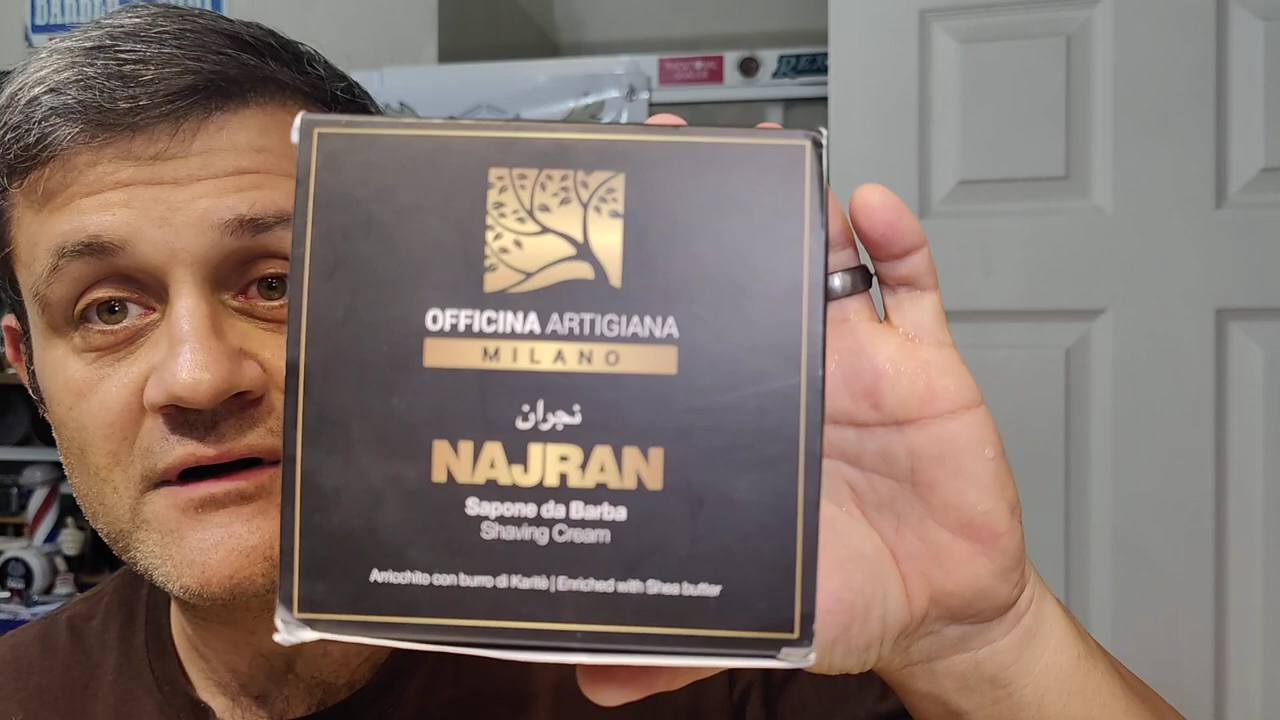 OFFICINA ARTIGIANA
MILANO
نجران
NAJRAN
Sapone da Barba
Shaving Cream
Arricchito con burro di Karitè | Enriched with Shea butter